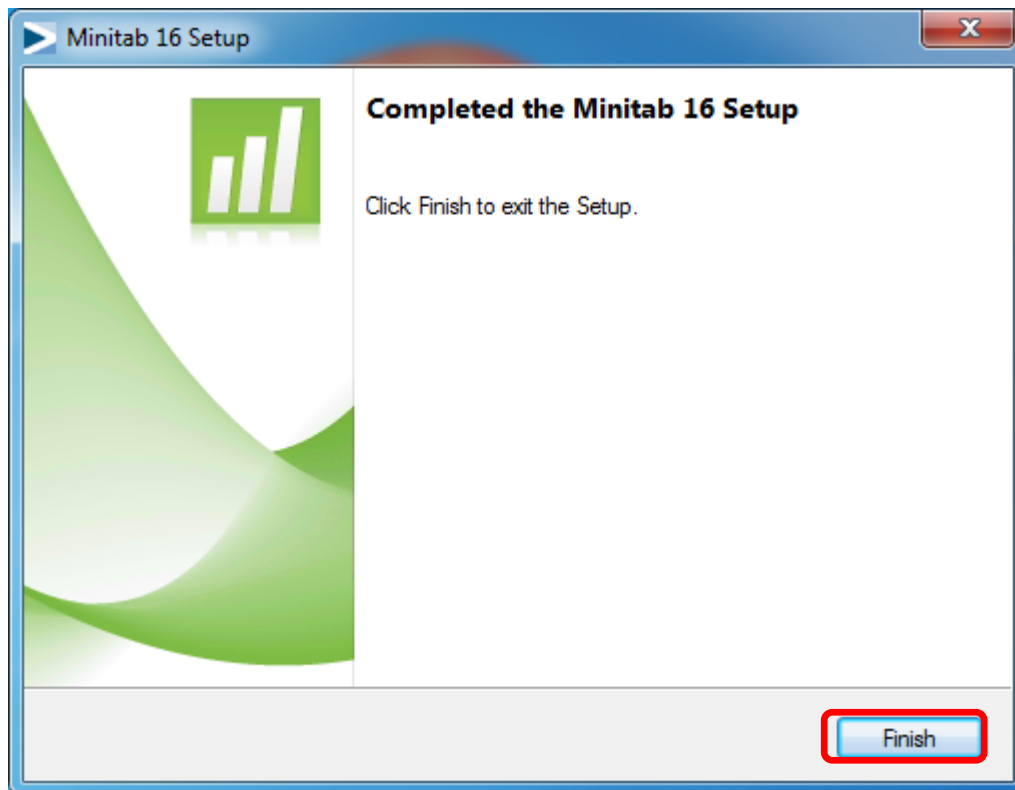 Minitab 16 Setup
Completed the Minitab 16 Setup
Click Finish to exit the Setup.
Finish